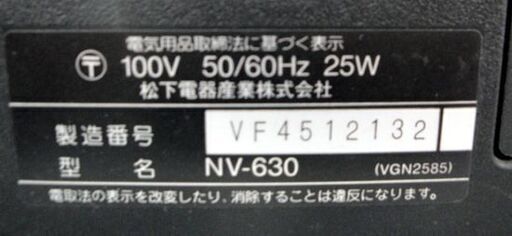 電気用品取締法に基づく表示
〒 100V 50/60Hz 25W
松下電器産業株式会社
製造番号 VF4512132
型 名 NV-630 (VGN2585)
電取法の表示を改変したり、消除することは違反になります。